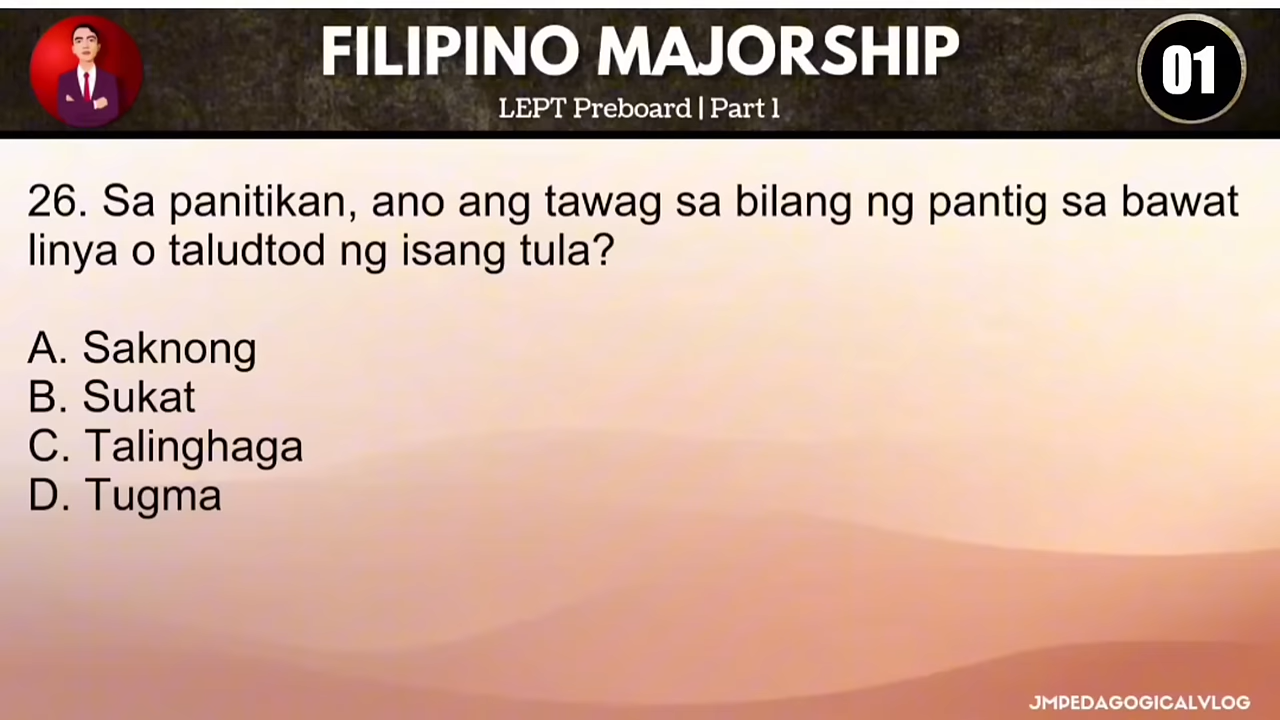 FILIPINO MAJORSHIP
LEPT Preboard | Part 1
01
26. Sa panitikan, ano ang tawag sa bilang ng pantig sa bawat
linya o taludtod ng isang tula?
A. Saknong
B. Sukat
C. Talinghaga
D. Tugma
JMPEDAGOGICALVLOG